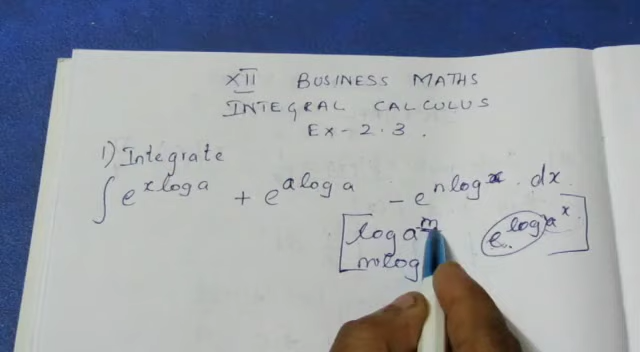 XII BUSINESS MATHS
INTEGRAL CALCULUS
Ex - 2.3.
1) Integrate
∫ e^{x log a} + e^{a log a} - e^{n log x} . dx.
log a^m
m log
e^{log a^x}